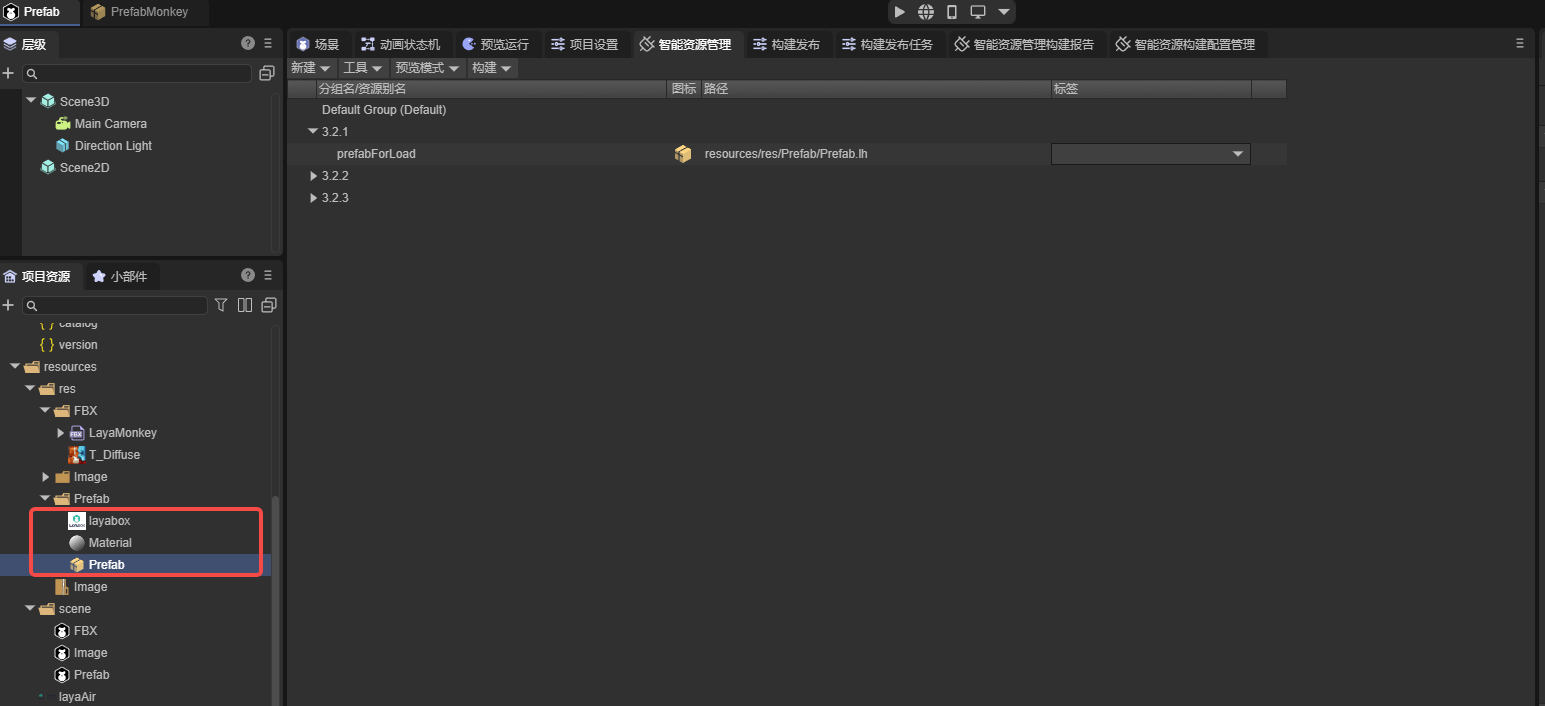 Prefab
PrefabMonkey
层级
场景
动画状态机
预览运行
项目设置
智能资源管理
构建发布
构建发布任务
智能资源管理构建报告
智能资源构建配置管理
新建
工具
预览模式
构建
分组名/资源别名
图标
路径
标签
Default Group (Default)
3.2.1
prefabForLoad
resources/res/Prefab/Prefab.lh
3.2.2
3.2.3
Scene3D
Main Camera
Direction Light
Scene2D
项目资源
小部件
catalog
version
resources
res
FBX
LayaMonkey
T_Diffuse
Image
Prefab
layabox
Material
Prefab
Image
scene
FBX
Image
Prefab
layaAir